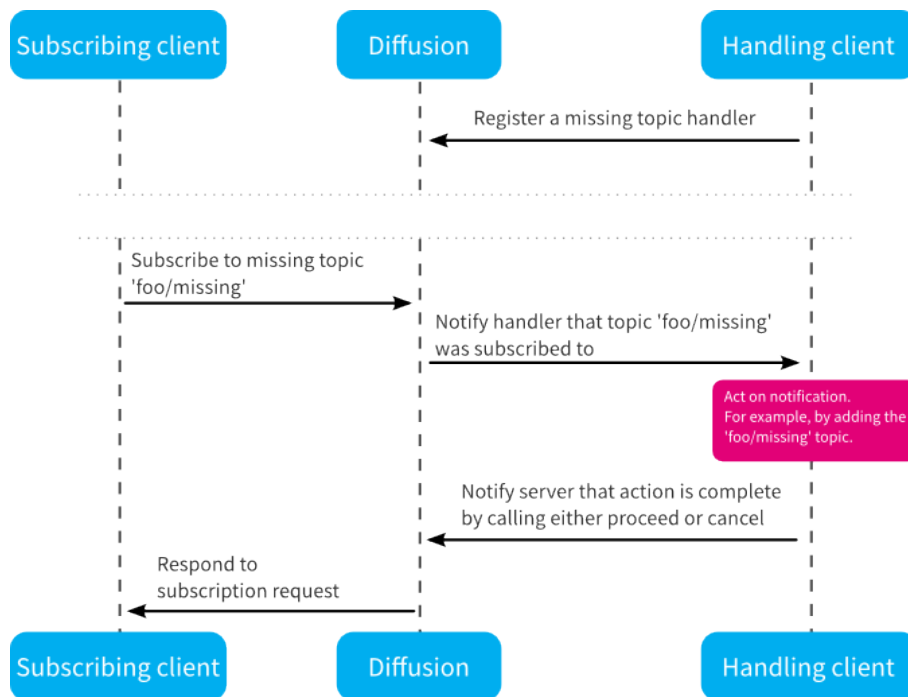 Subscribing client
Diffusion
Handling client
Register a missing topic handler
Subscribe to missing topic
'foo/missing'
Notify handler that topic 'foo/missing'
was subscribed to
Act on notification.
For example, by adding the
'foo/missing' topic.
Notify server that action is complete
by calling either proceed or cancel
Respond to
subscription request
Subscribing client
Diffusion
Handling client